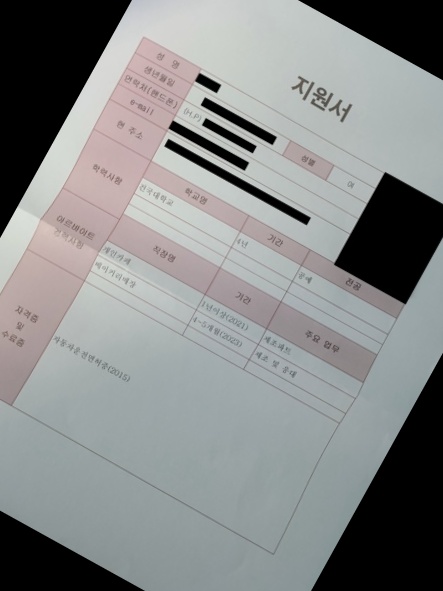 지원서
성 명
생년월일
연락처(핸드폰) (H.P)
성별 여
e-mail
현 주소
학력사항 학교명 기간 전공
전국대학교 4년 공예
아르바이트 경력사항 직장명 기간 주요 업무
개인카페 1년이상(2021) 제조파트
베이커리매장 4~5개월(2023) 제조 및 응대
자격증 및 수료증
자동차운전면허증(2015)